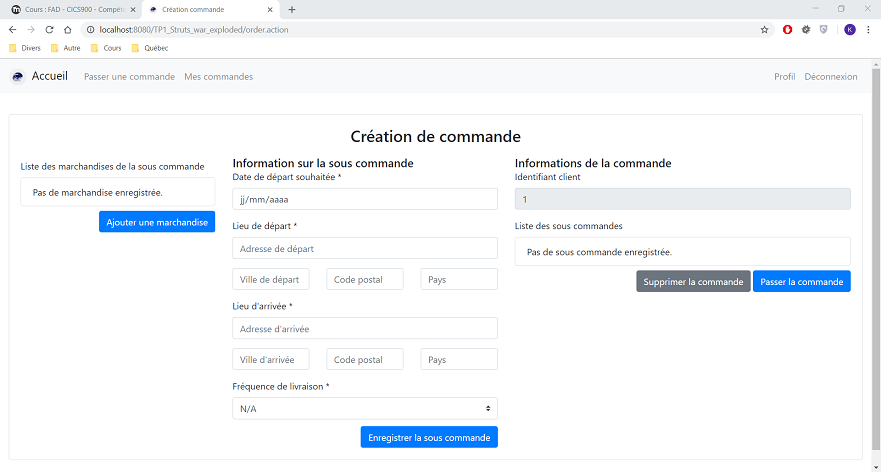 Cours : FAD - CICS900 - Compét
Création commande
localhost:8080/TP1_Struts_war_exploded/order.action
K
Divers
Autre
Cours
Québec
Accueil
Passer une commande
Mes commandes
Profil
Déconnexion
Création de commande
Liste des marchandises de la sous commande
Pas de marchandise enregistrée.
Ajouter une marchandise
Information sur la sous commande
Date de départ souhaitée *
jj/mm/aaaa
Lieu de départ *
Adresse de départ
Ville de départ
Code postal
Pays
Lieu d'arrivée *
Adresse d'arrivée
Ville d'arrivée
Code postal
Pays
Fréquence de livraison *
N/A
Enregistrer la sous commande
Informations de la commande
Identifiant client
1
Liste des sous commandes
Pas de sous commande enregistrée.
Supprimer la commande
Passer la commande